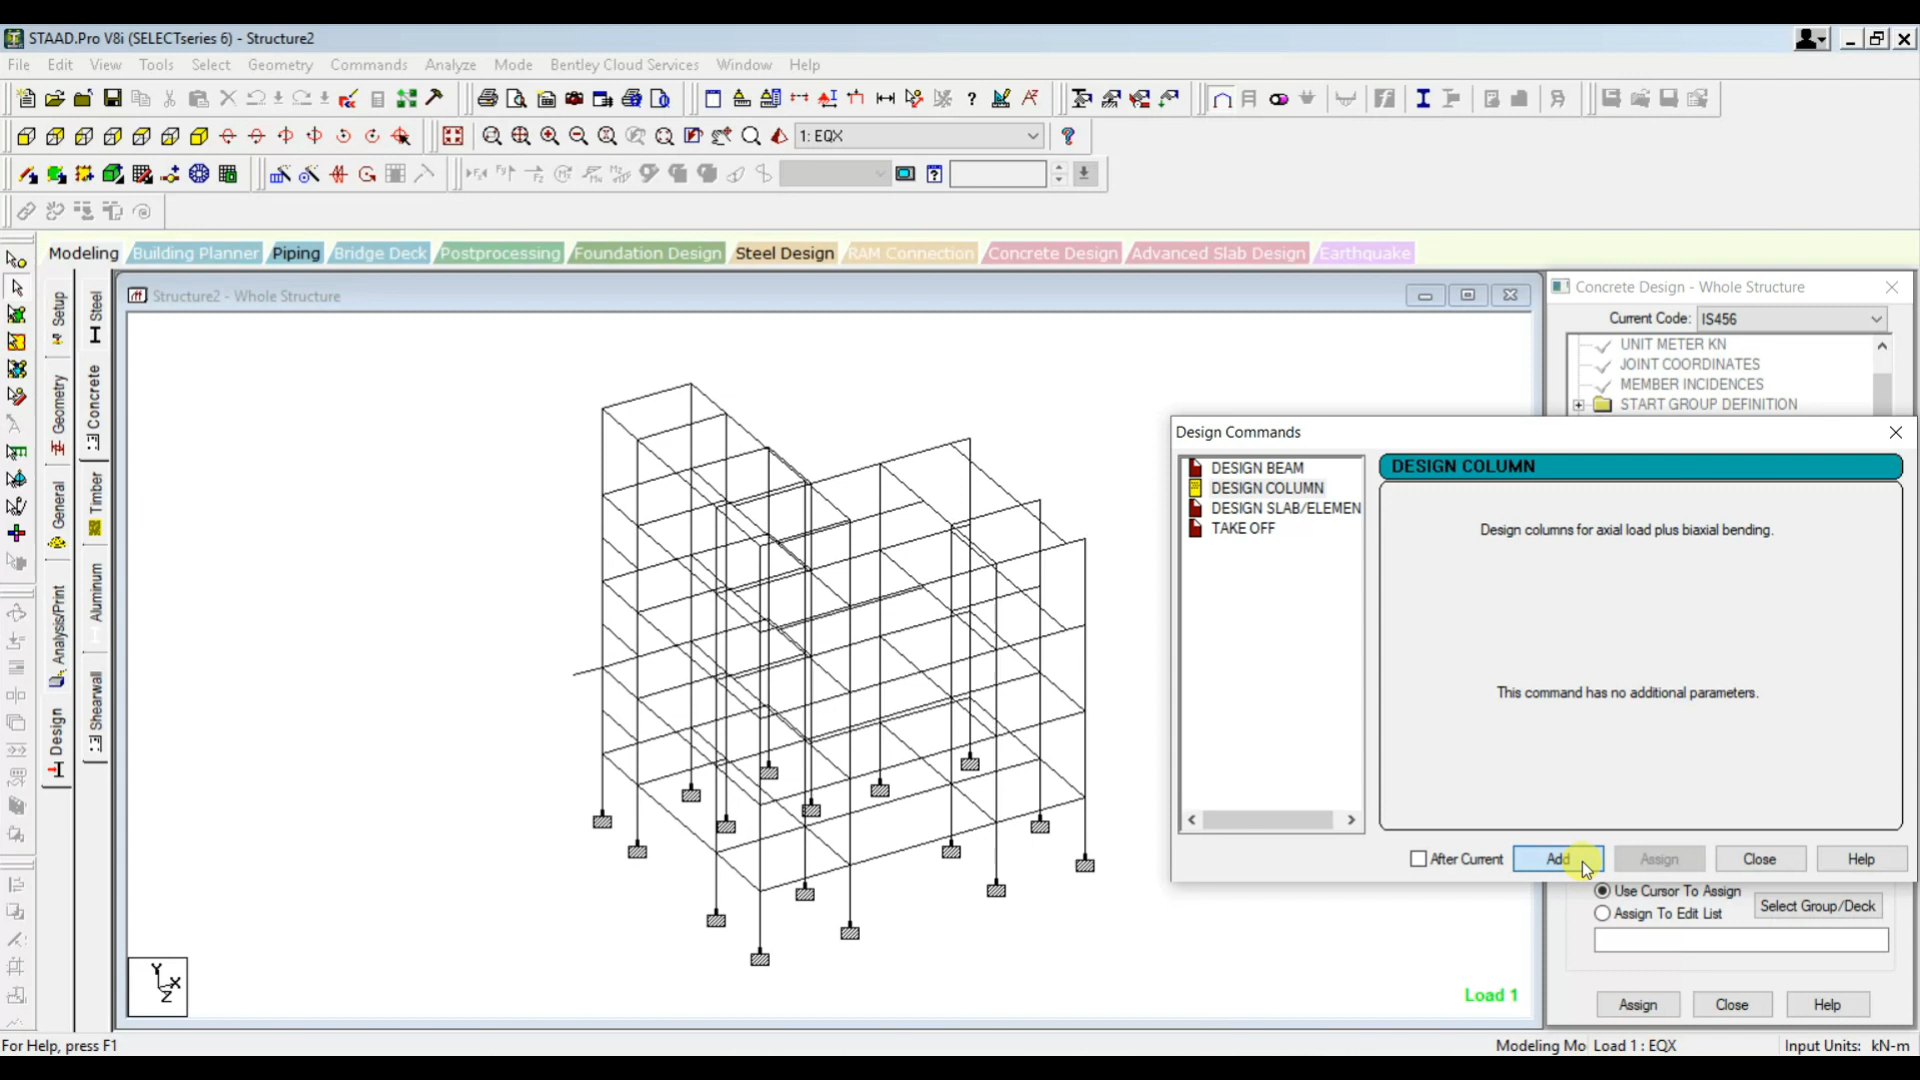 STAAD.Pro V8i (SELECTseries 6) - Structure2
File Edit View Tools Select Geometry Commands Analyze Mode Bentley Cloud Services Window Help
1: EQX
Modeling Building Planner Piping Bridge Deck Postprocessing Foundation Design Steel Design RAM Connection Concrete Design Advanced Slab Design Earthquake
Setup
Geometry
General
Analysis/Print
Design
Steel
Concrete
Timber
Aluminum
Shearwall
Structure2 - Whole Structure
Load 1
Y
X
Z
Concrete Design - Whole Structure
Current Code: IS456
UNIT METER KN
JOINT COORDINATES
MEMBER INCIDENCES
START GROUP DEFINITION
Design Commands
DESIGN BEAM
DESIGN COLUMN
DESIGN SLAB/ELEMEN
TAKE OFF
DESIGN COLUMN
Design columns for axial load plus biaxial bending.
This command has no additional parameters.
After Current Add Assign Close Help
Use Cursor To Assign
Assign To Edit List
Select Group/Deck
Assign Close Help
For Help, press F1
Modeling Mo Load 1 : EQX Input Units: kN-m